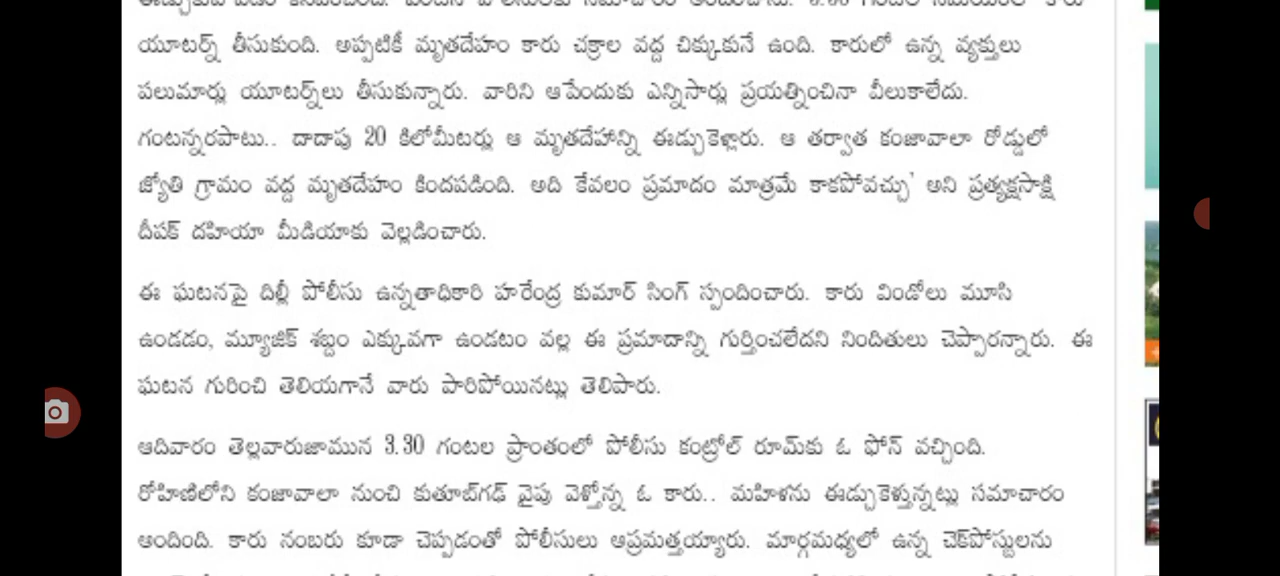 యూటర్న్ తీసుకుంది. అప్పటికీ మృతదేహం కారు చక్రాల వద్ద చిక్కుకునే ఉంది. కారులో ఉన్న వ్యక్తులు
పలుమార్లు యూటర్న్‌లు తీసుకున్నారు. వారిని ఆపేందుకు ఎన్నిసార్లు ప్రయత్నించినా వీలుకాలేదు.
గంటన్నరపాటు.. దాదాపు 20 కిలోమీటర్లు ఆ మృతదేహాన్ని ఈడ్చుకెళ్లారు. ఆ తర్వాత కంజావాలా రోడ్డులో
జ్యోతి గ్రామం వద్ద మృతదేహం కిందపడింది. అది కేవలం ప్రమాదం మాత్రమే కాకపోవచ్చు' అని ప్రత్యక్షసాక్షి
దీపక్ దహియా మీడియాకు వెల్లడించారు.
ఈ ఘటనపై దిల్లీ పోలీసు ఉన్నతాధికారి హరేంద్ర కుమార్ సింగ్ స్పందించారు. కారు విండోలు మూసి
ఉండడం, మ్యూజిక్ శబ్దం ఎక్కువగా ఉండటం వల్ల ఈ ప్రమాదాన్ని గుర్తించలేదని నిందితులు చెప్పారన్నారు. ఈ
ఘటన గురించి తెలియగానే వారు పారిపోయినట్లు తెలిపారు.
ఆదివారం తెల్లవారుజామున 3.30 గంటల ప్రాంతంలో పోలీసు కంట్రోల్ రూమ్‌కు ఓ ఫోన్ వచ్చింది.
రోహిణిలోని కంజావాలా నుంచి కుతూబ్‌గఢ్ వైపు వెళ్తోన్న ఓ కారు.. మహిళను ఈడ్చుకెళ్తున్నట్లు సమాచారం
అందింది. కారు నంబరు కూడా చెప్పడంతో పోలీసులు అప్రమత్తయ్యారు. మార్గమధ్యలో ఉన్న చెక్‌పోస్టులను